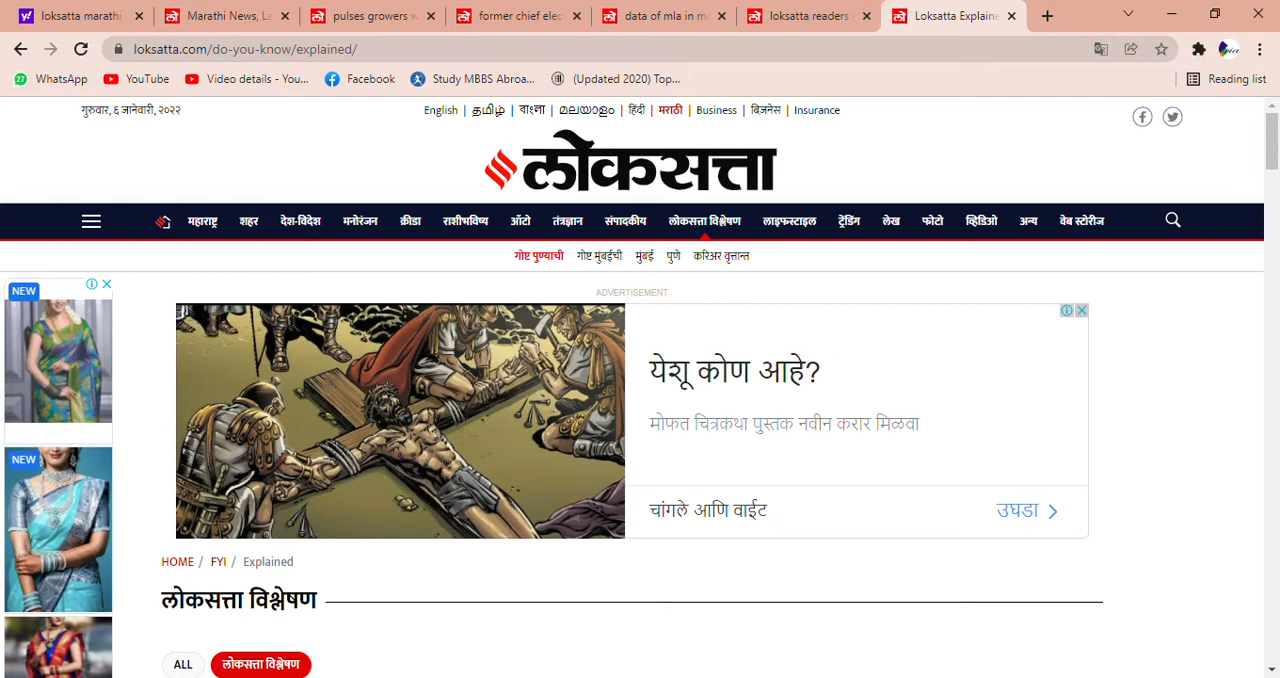 loksatta marathi
Marathi News, La
pulses growers w
former chief elec
data of mla in ma
loksatta readers
Loksatta Explaine
loksatta.com/do-you-know/explained/
27 WhatsApp
YouTube
Video details - You...
Facebook
Study MBBS Abroa...
(Updated 2020) Top...
Reading list
गुरुवार, ६ जानेवारी, २०२२
English | தமிழ் | বাংলা | മലയാളം | हिंदी | मराठी | Business | बिज़नेस | Insurance
लोकसत्ता
महाराष्ट्र शहर देश-विदेश मनोरंजन क्रीडा राशीभविष्य ऑटो तंत्रज्ञान संपादकीय लोकसत्ता विश्लेषण लाइफस्टाइल ट्रेंडिंग लेख फोटो व्हिडिओ अन्य वेब स्टोरीज
गोष्ट पुण्याची गोष्ट मुंबईची मुंबई पुणे करिअर वृत्तान्त
NEW
ADVERTISEMENT
येशू कोण आहे?
मोफत चित्रकथा पुस्तक नवीन करार मिळवा
चांगले आणि वाईट
उघडा
NEW
HOME / FYI / Explained
लोकसत्ता विश्लेषण
ALL
लोकसत्ता विश्लेषण